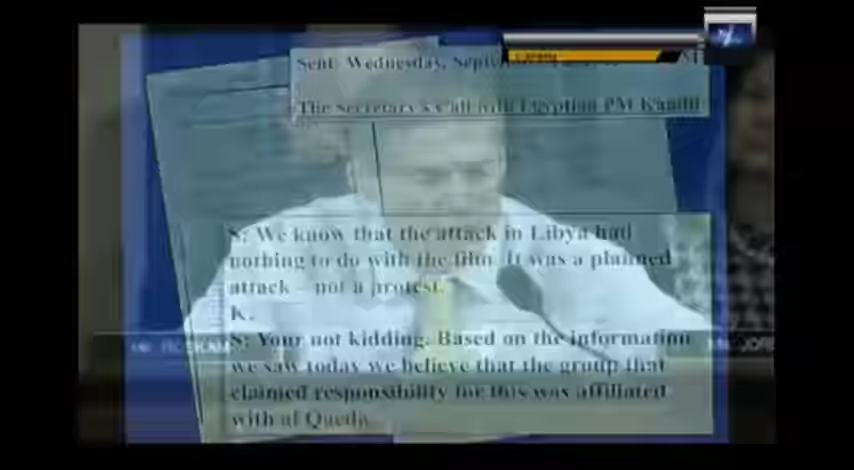 Sent: Wednesday,
The Secretary's Call with Egyptian PM Kandil
S: We know that the attack in Libya had
nothing to do with the film. It was a planned
attack – not a protest.
K.
S: Your not kidding. Based on the information
we saw today we believe that the group that
claimed responsibility for this was affiliated
with al Qaeda.